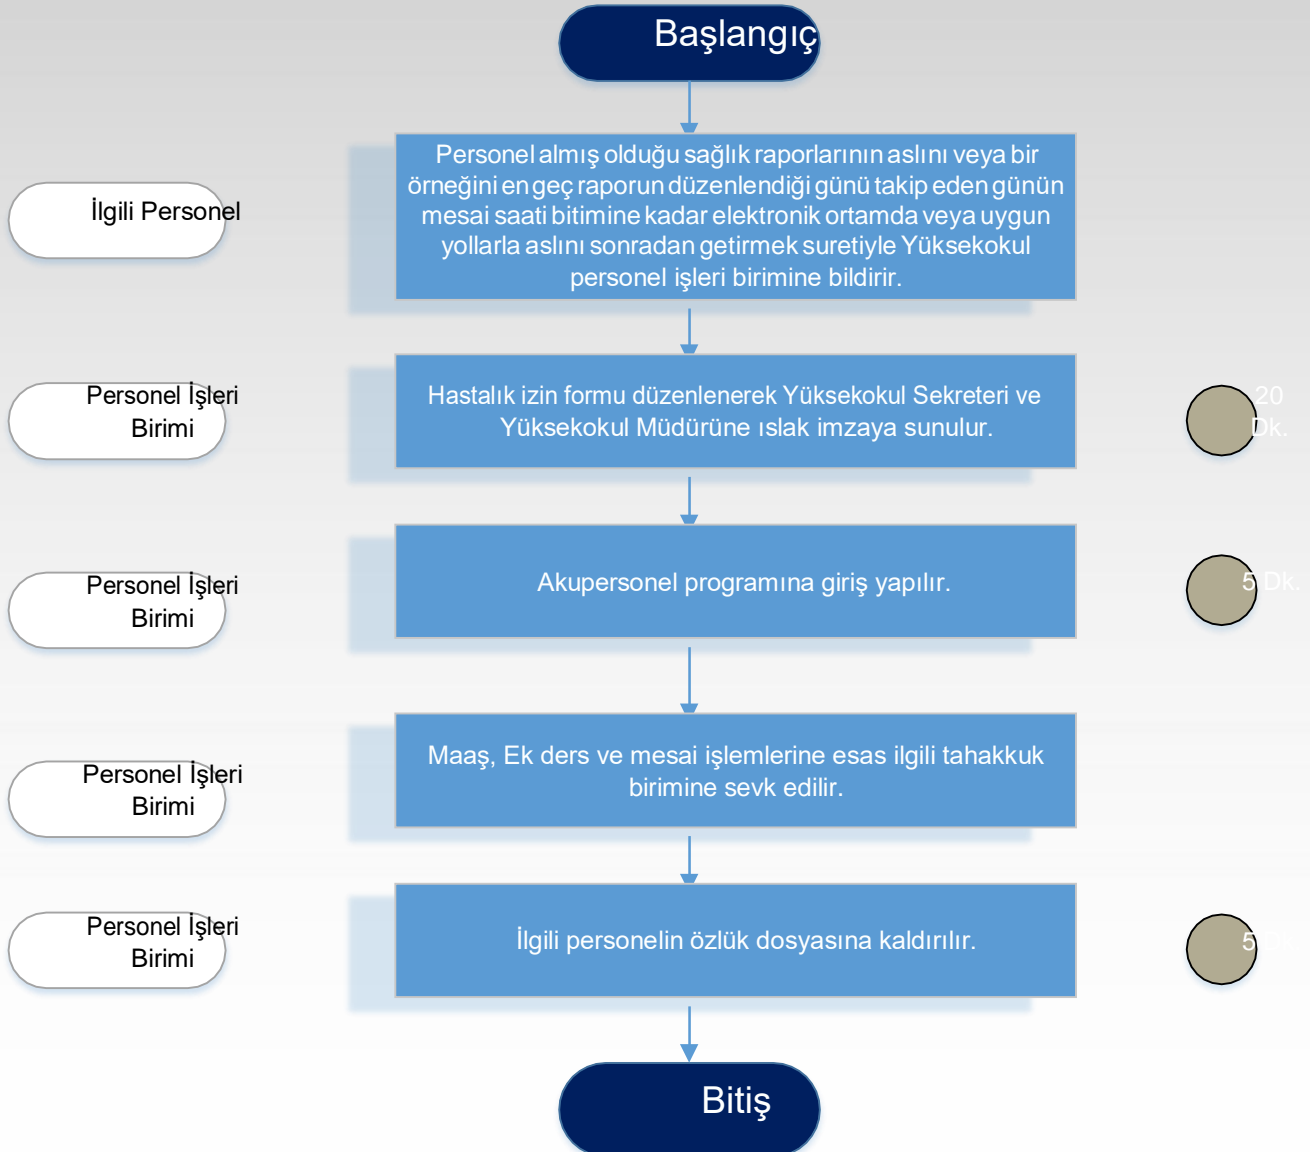 Başlangıç
İlgili Personel
Personel almış olduğu sağlık raporlarının aslını veya bir
örneğini en geç raporun düzenlendiği günü takip eden günün
mesai saati bitimine kadar elektronik ortamda veya uygun
yollarla aslını sonradan getirmek suretiyle Yüksekokul
personel işleri birimine bildirir.
Personel İşleri
Birimi
Hastalık izin formu düzenlenerek Yüksekokul Sekreteri ve
Yüksekokul Müdürüne ıslak imzaya sunulur.
20
Dk.
Personel İşleri
Birimi
Akupersonel programına giriş yapılır.
5 Dk.
Personel İşleri
Birimi
Maaş, Ek ders ve mesai işlemlerine esas ilgili tahakkuk
birimine sevk edilir.
Personel İşleri
Birimi
İlgili personelin özlük dosyasına kaldırılır.
5
Bitiş